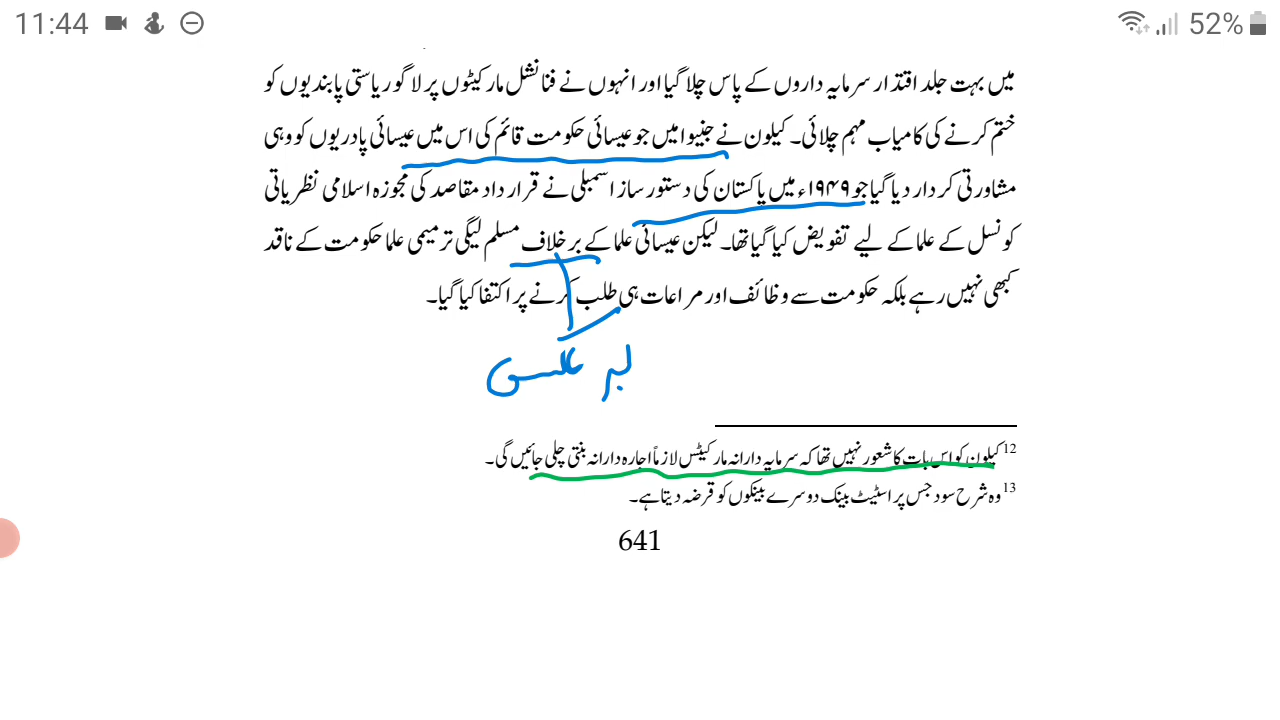 11:44 52%
میں بہت جلد اقتدار سرمایہ داروں کے پاس چلا گیا اور انہوں نے فنانشل مارکیٹوں پر لاگو ریاستی پابندیوں کو
ختم کرنے کی کامیاب مہم چلائی۔ کیلون نے جنیوا میں جو عیسائی حکومت قائم کی اس میں عیسائی پادریوں کو وہی
مشاورتی کردار دیا گیا جو ۱۹۴۹ء میں پاکستان کی دستور ساز اسمبلی نے قرار داد مقاصد کی مجوزہ اسلامی نظریاتی
کونسل کے علما کے لیے تفویض کیا گیا تھا۔ لیکن عیسائی علما کے برخلاف مسلم لیگی ترمیمی علما حکومت کے ناقد
کبھی نہیں رہے بلکہ حکومت سے وظائف اور مراعات ہی طلب کرنے پر اکتفا کیا گیا۔
12 کیلون کو اس بات کا شعور نہیں تھا کہ سرمایہ دارانہ مارکیٹس لازماً اجارہ دارانہ بنتی چلی جائیں گی۔
13 وہ شرح سود جس پر اسٹیٹ بینک دوسرے بینکوں کو قرضہ دیتا ہے۔
641